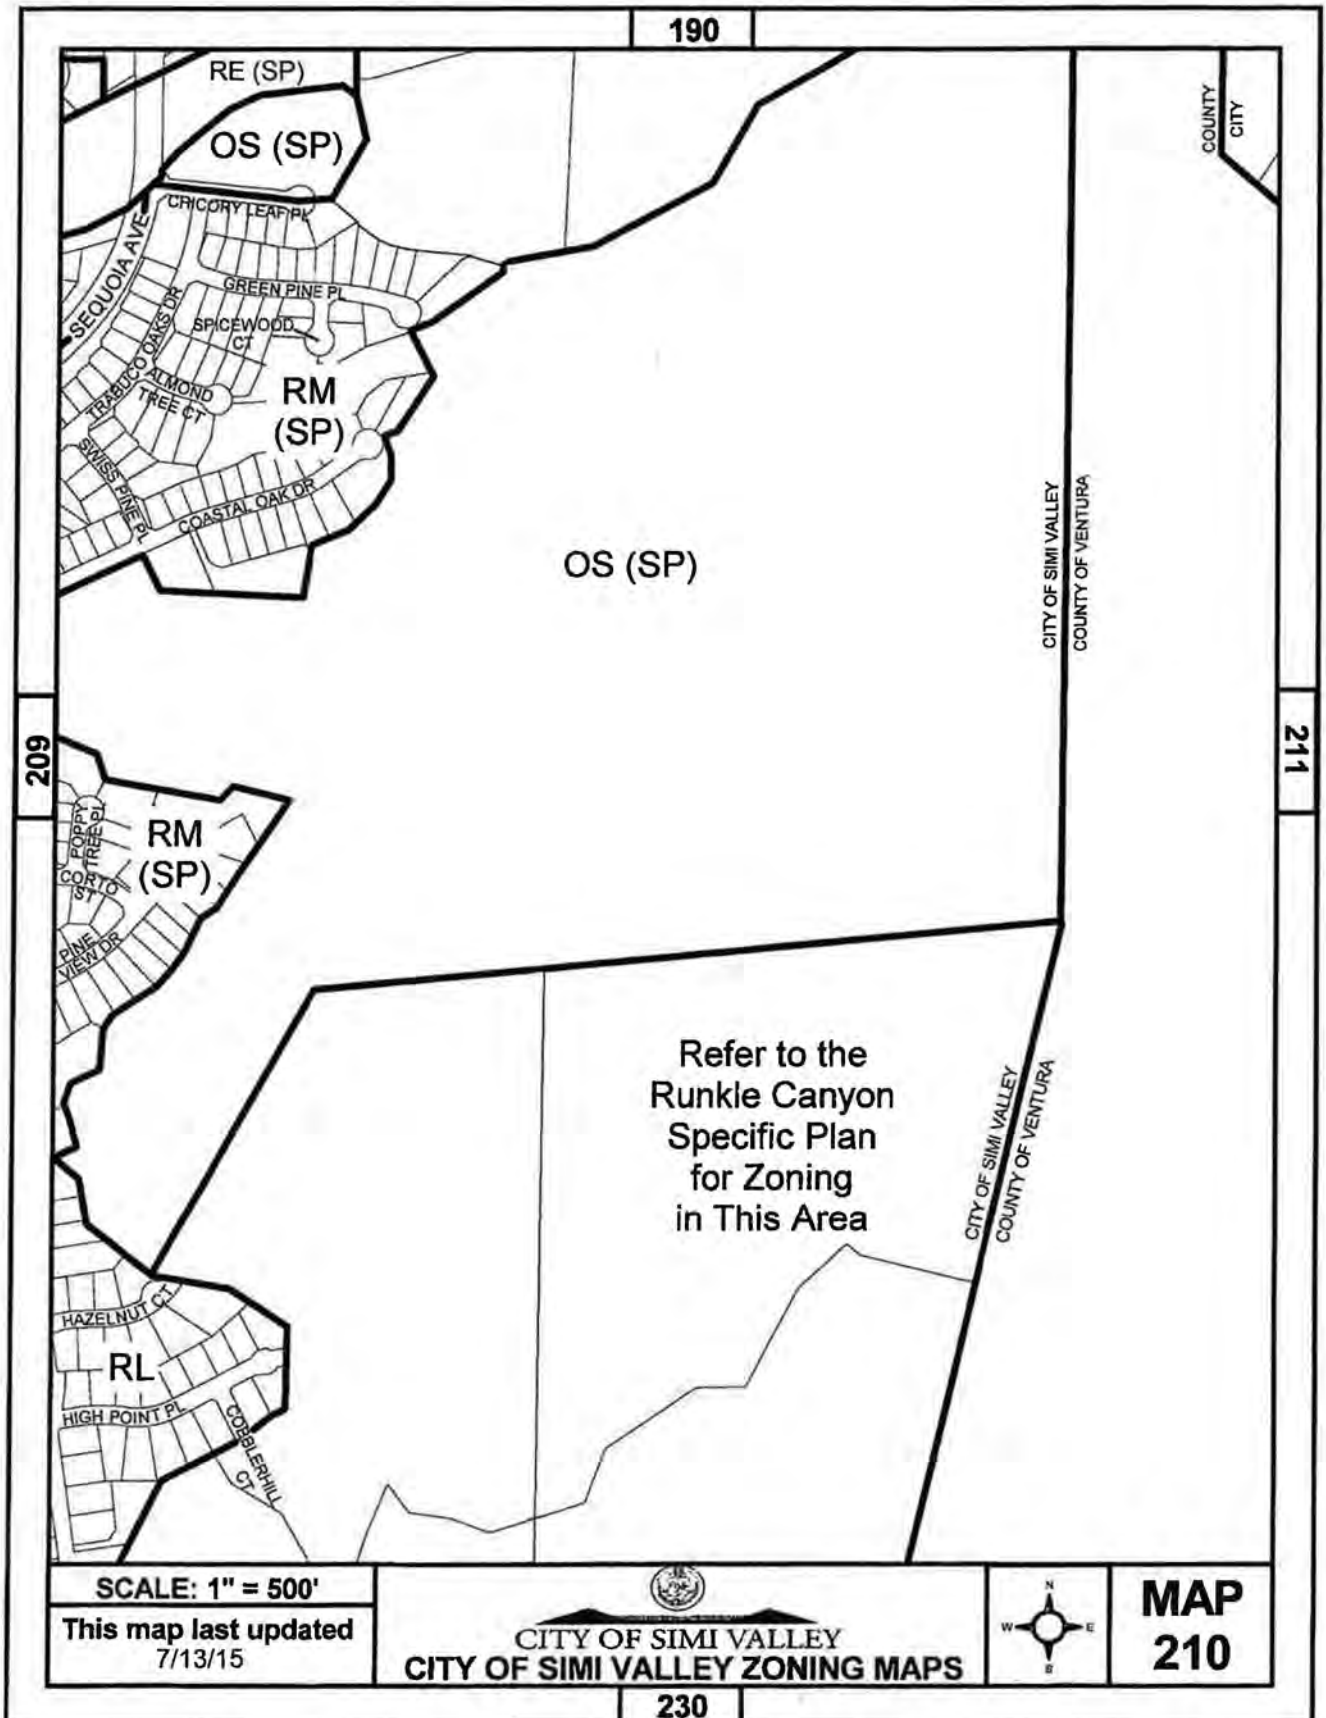 190
RE (SP)
OS (SP)
COUNTY
CITY
CHICORY LEAF PL
SEQUOIA AVE
GREEN PINE PL
SPICEWOOD
CT
TRABUCO OAKS DR
ALMOND
TREE CT
RM
(SP)
SWISS PINE PL
COASTAL OAK DR
OS (SP)
CITY OF SIMI VALLEY
COUNTY OF VENTURA
209
211
POPPY
TREE PL
RM
(SP)
CORTO
ST
PINE
VIEW DR
Refer to the
Runkle Canyon
Specific Plan
for Zoning
in This Area
CITY OF SIMI VALLEY
COUNTY OF VENTURA
HAZELNUT CT
RL
HIGH POINT PL
COBBLERHILL
CT
SCALE: 1" = 500'
This map last updated
7/13/15
CITY OF SIMI VALLEY
CITY OF SIMI VALLEY ZONING MAPS
N
W E
S
MAP
210
230